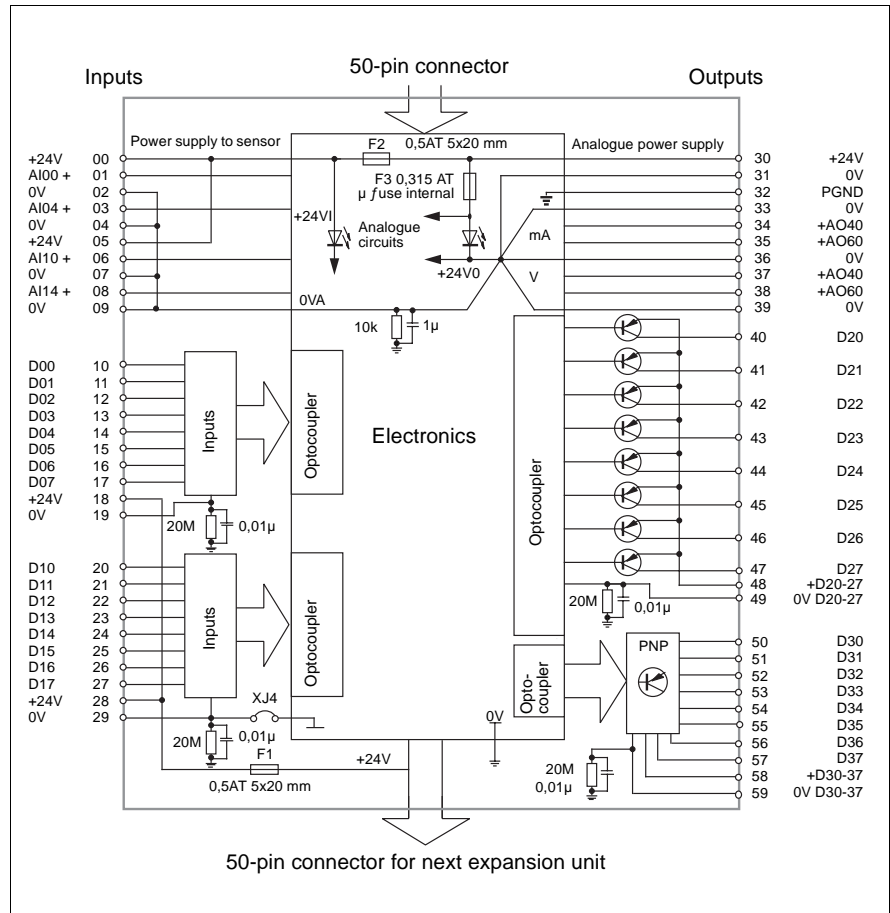 50-pin connector
Inputs
Outputs
Power supply to sensor
F2
0,5AT 5x20 mm
Analogue power supply
+24V 00
AI00 + 01
0V 02
AI04 + 03
0V 04
+24V 05
AI10 + 06
0V 07
AI14 + 08
0V 09
F3 0,315 AT
µ ƒuse internal
+24VI
Analogue
circuits
+24V0
0VA
10k
1µ
mA
V
30 +24V
31 0V
32 PGND
33 0V
34 +AO40
35 +AO60
36 0V
37 +AO40
38 +AO60
39 0V
D00 10
D01 11
D02 12
D03 13
D04 14
D05 15
D06 16
D07 17
+24V 18
0V 19
Inputs
Optocoupler
20M
0,01µ
Electronics
Optocoupler
40 D20
41 D21
42 D22
43 D23
44 D24
45 D25
46 D26
47 D27
48 +D20-27
49 0V D20-27
20M
0,01µ
D10 20
D11 21
D12 22
D13 23
D14 24
D15 25
D16 26
D17 27
+24V 28
0V 29
Inputs
Optocoupler
XJ4
20M
0,01µ
F1
0,5AT 5x20 mm
+24V
0V
Opto-
coupler
PNP
50 D30
51 D31
52 D32
53 D33
54 D34
55 D35
56 D36
57 D37
58 +D30-37
59 0V D30-37
20M
0,01µ
50-pin connector for next expansion unit